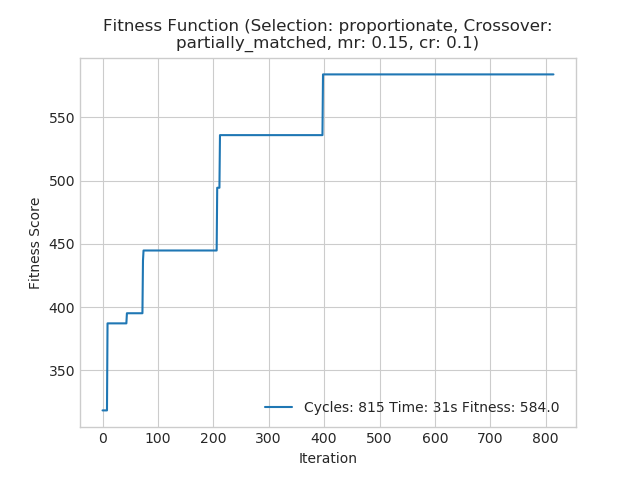 Fitness Function (Selection: proportionate, Crossover:
partially_matched, mr: 0.15, cr: 0.1)
Fitness Score
550
500
450
400
350
Cycles: 815 Time: 31s Fitness: 584.0
0 100 200 300 400 500 600 700 800
Iteration